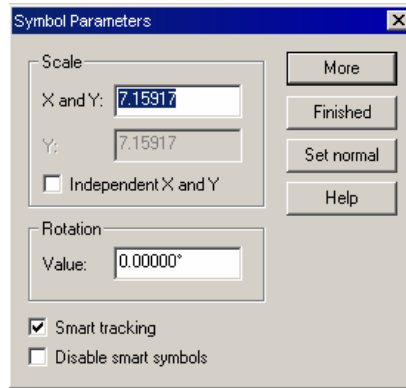 Symbol Parameters
Scale
X and Y: 7.15917
Y: 7.15917
Independent X and Y
Rotation
Value: 0.00000°
Smart tracking
Disable smart symbols
More
Finished
Set normal
Help